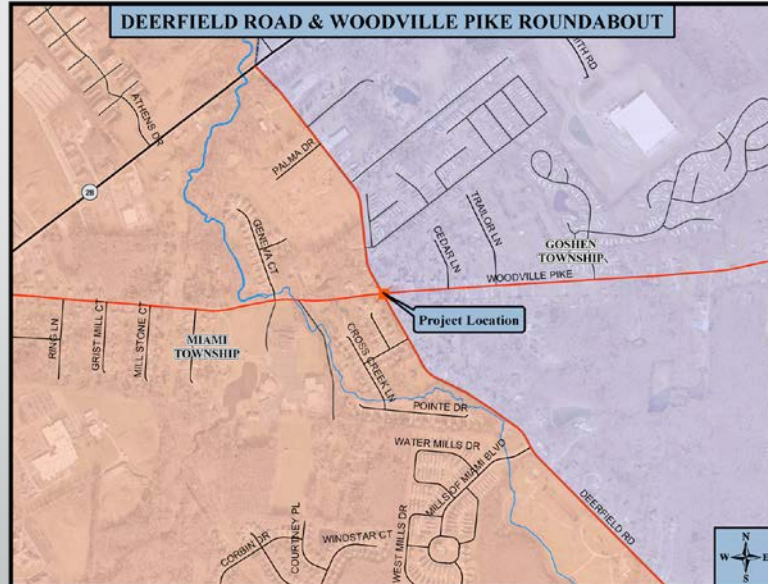 DEERFIELD ROAD & WOODVILLE PIKE ROUNDABOUT
ITH RD
ATHENS DR
PALMA DR
28
TRAILOR LN
GENEVA CT
CEDAR LN
GOSHEN
TOWNSHIP
WOODVILLE PIKE
Project Location
RING LN
GRIST MILL CT
MILL STONE CT
MIAMI
TOWNSHIP
CROSS CREEK LN
POINTE DR
WATER MILLS DR
MILLS OF MIAMI BLVD
DEERFIELD RD
CORBIN DR
COURTNEY PL
WINDSTAR CT
WEST MILLS DR
N
W E
S